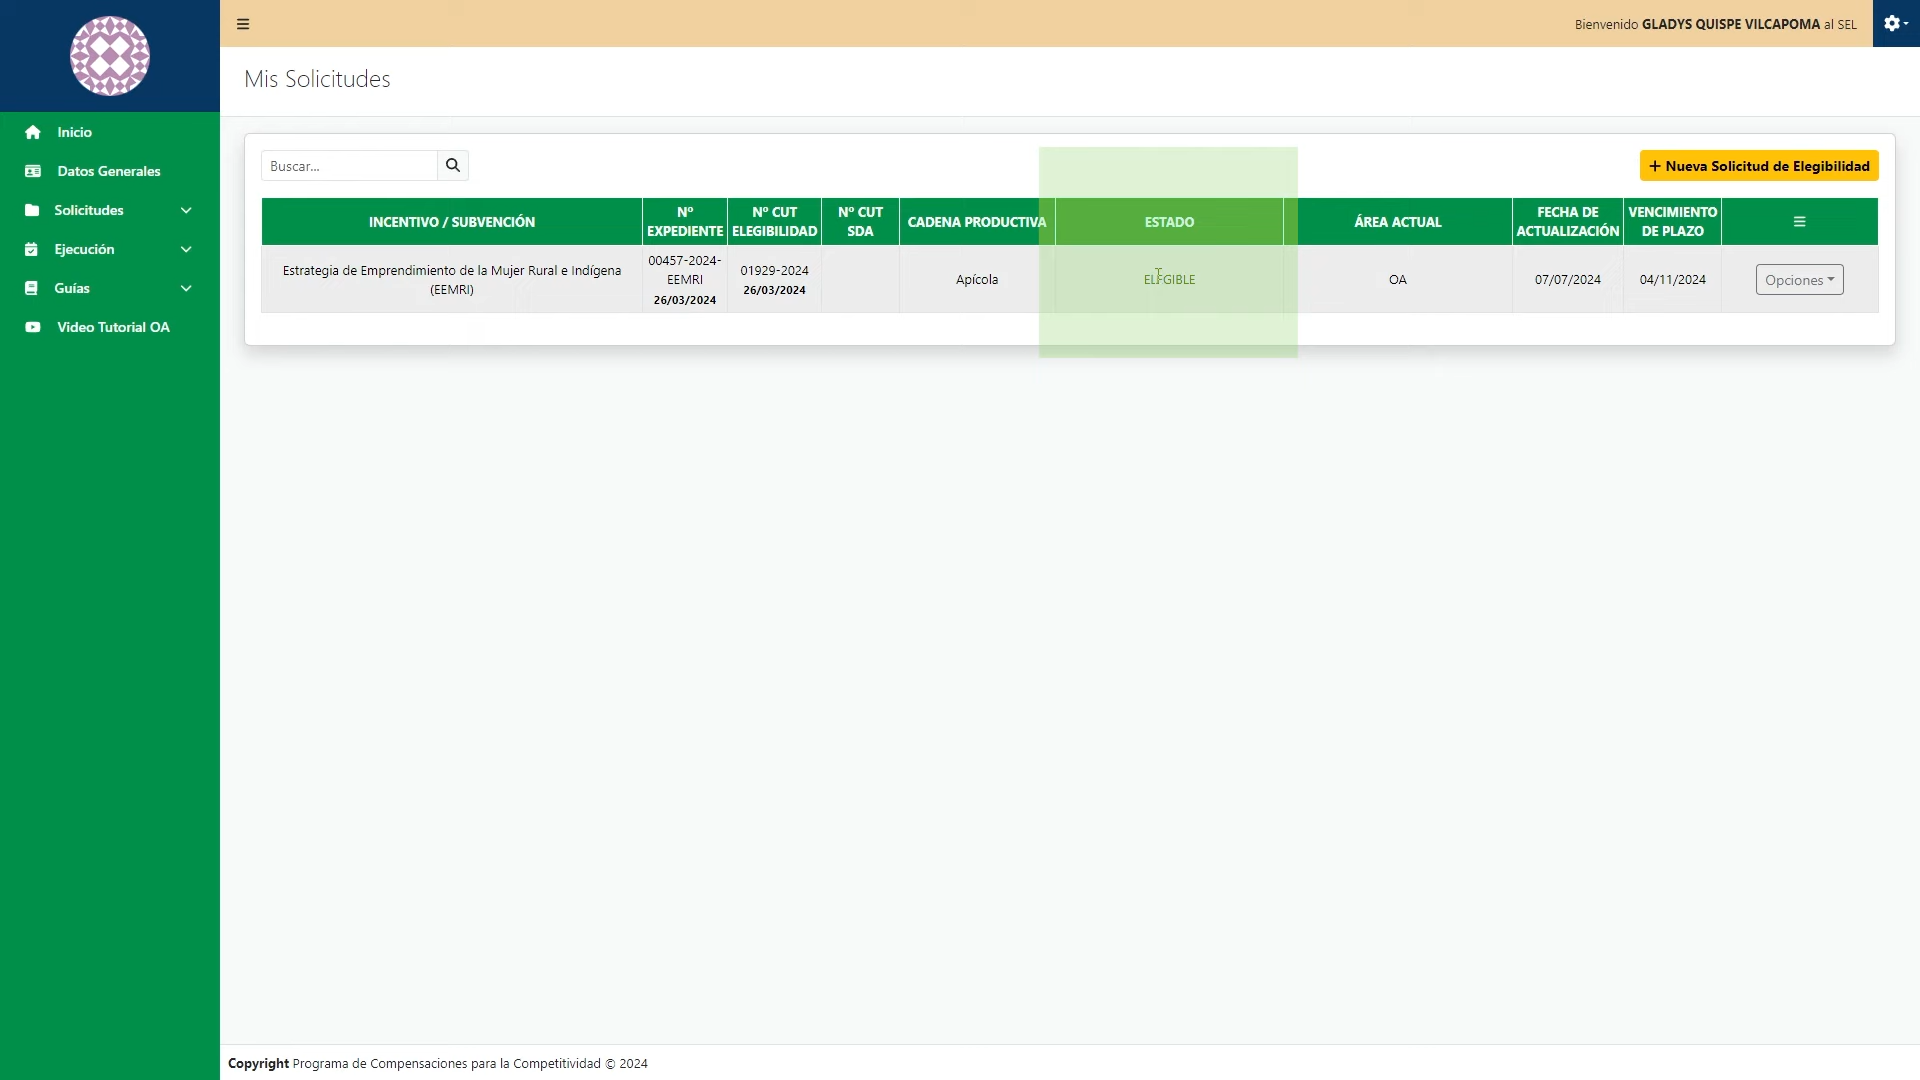 Bienvenido GLADYS QUISPE VILCAPOMA al SEL
Mis Solicitudes
Inicio
Datos Generales
Solicitudes
Ejecución
Guías
Video Tutorial OA
Buscar...
+ Nueva Solicitud de Elegibilidad
INCENTIVO / SUBVENCIÓN
Nº
EXPEDIENTE
Nº CUT
ELEGIBILIDAD
Nº CUT
SDA
CADENA PRODUCTIVA
ESTADO
ÁREA ACTUAL
FECHA DE
ACTUALIZACIÓN
VENCIMIENTO
DE PLAZO
Estrategia de Emprendimiento de la Mujer Rural e Indígena
(EEMRI)
00457-2024-
EEMRI
26/03/2024
01929-2024
26/03/2024
Apícola
ELEGIBLE
OA
07/07/2024
04/11/2024
Opciones
Copyright Programa de Compensaciones para la Competitividad © 2024